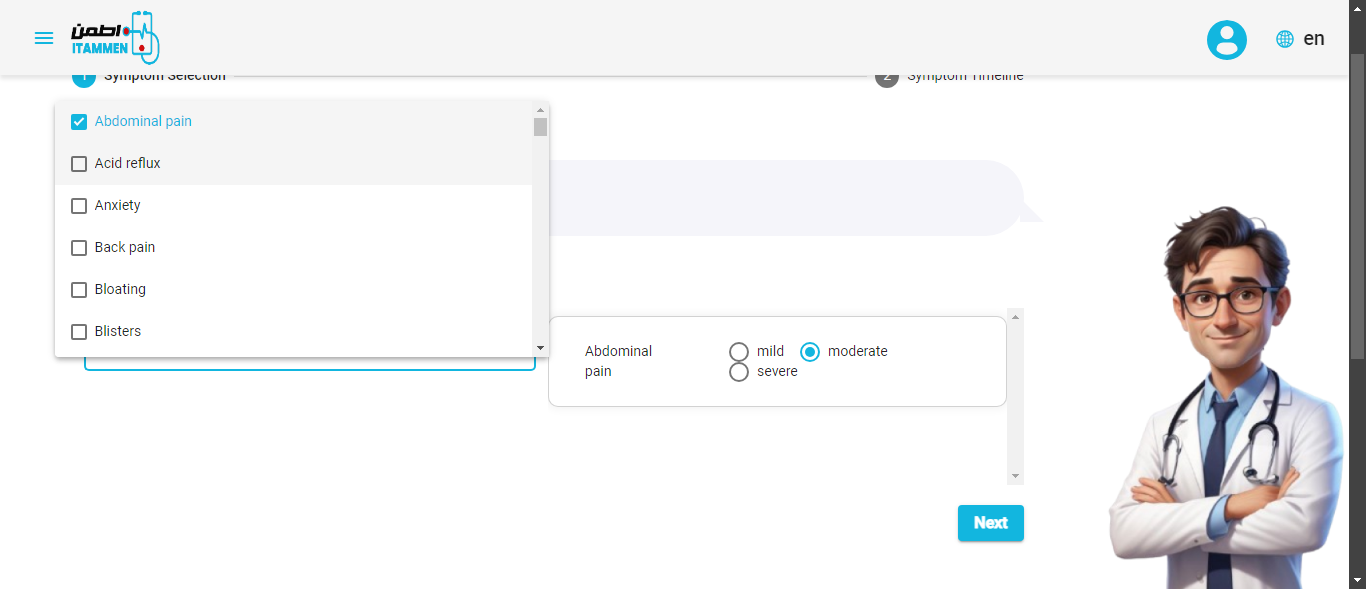 اطمن
ITAMMEN
en
1 Symptom Selection
2 Symptom Timeline
Abdominal pain
Acid reflux
Anxiety
Back pain
Bloating
Blisters
Abdominal
pain
mild
moderate
severe
Next